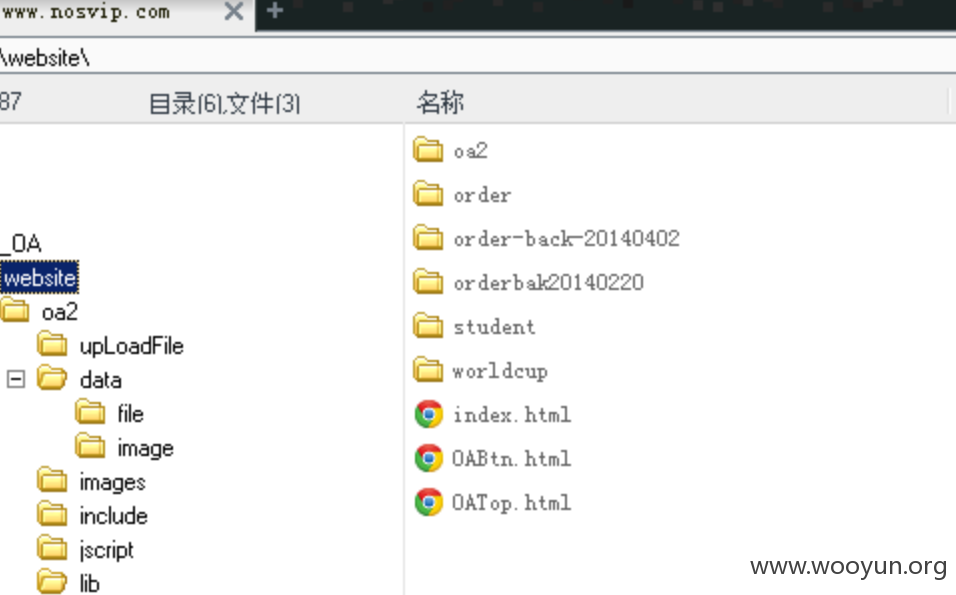 www.nosvip.com
\website\
87 目录(6),文件(3) 名称
_OA
website
oa2
upLoadFile
data
file
image
images
include
jscript
lib
oa2
order
order-back-20140402
orderbak20140220
student
worldcup
index.html
OABtn.html
OATop.html
www.wooyun.org